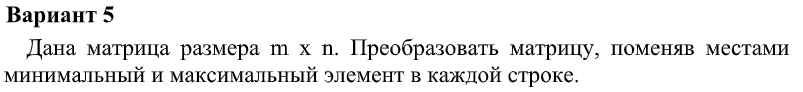 Вариант 5
Дана матрица размера m x n. Преобразовать матрицу, поменяв местами
минимальный и максимальный элемент в каждой строке.